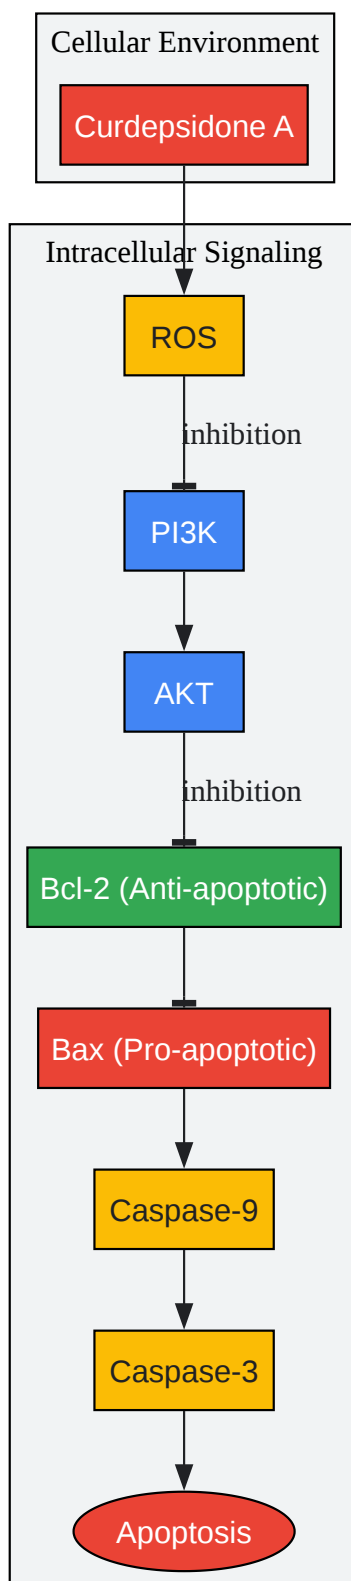 Cellular Environment
Curdepsidone A
Intracellular Signaling
ROS
inhibition
PI3K
AKT
inhibition
Bcl-2 (Anti-apoptotic)
Bax (Pro-apoptotic)
Caspase-9
Caspase-3
Apoptosis